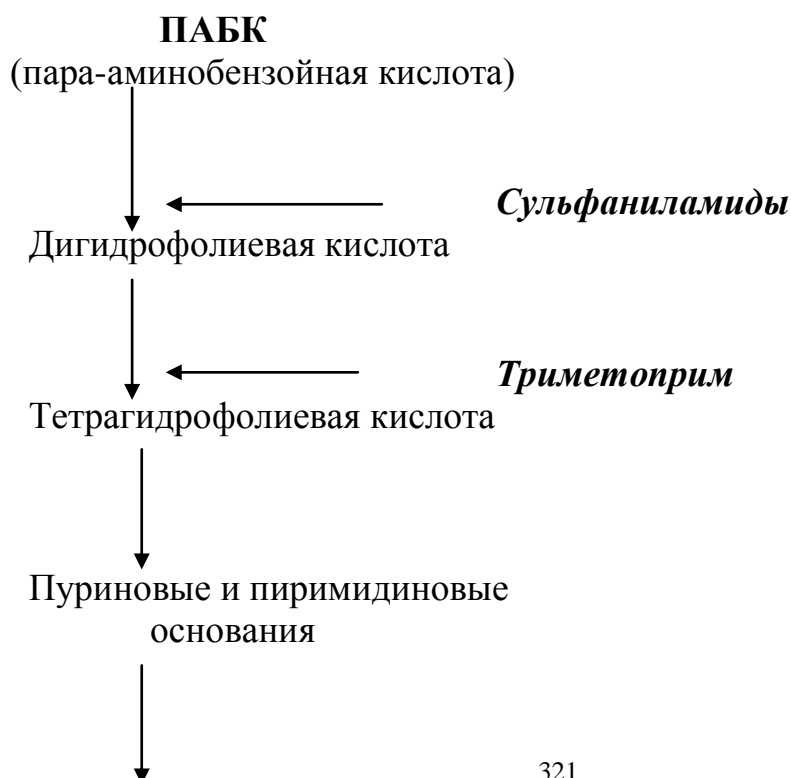 ПАБК
(пара-аминобензойная кислота)
Сульфаниламиды
Дигидрофолиевая кислота
Триметоприм
Тетрагидрофолиевая кислота
Пуриновые и пиримидиновые
основания
321